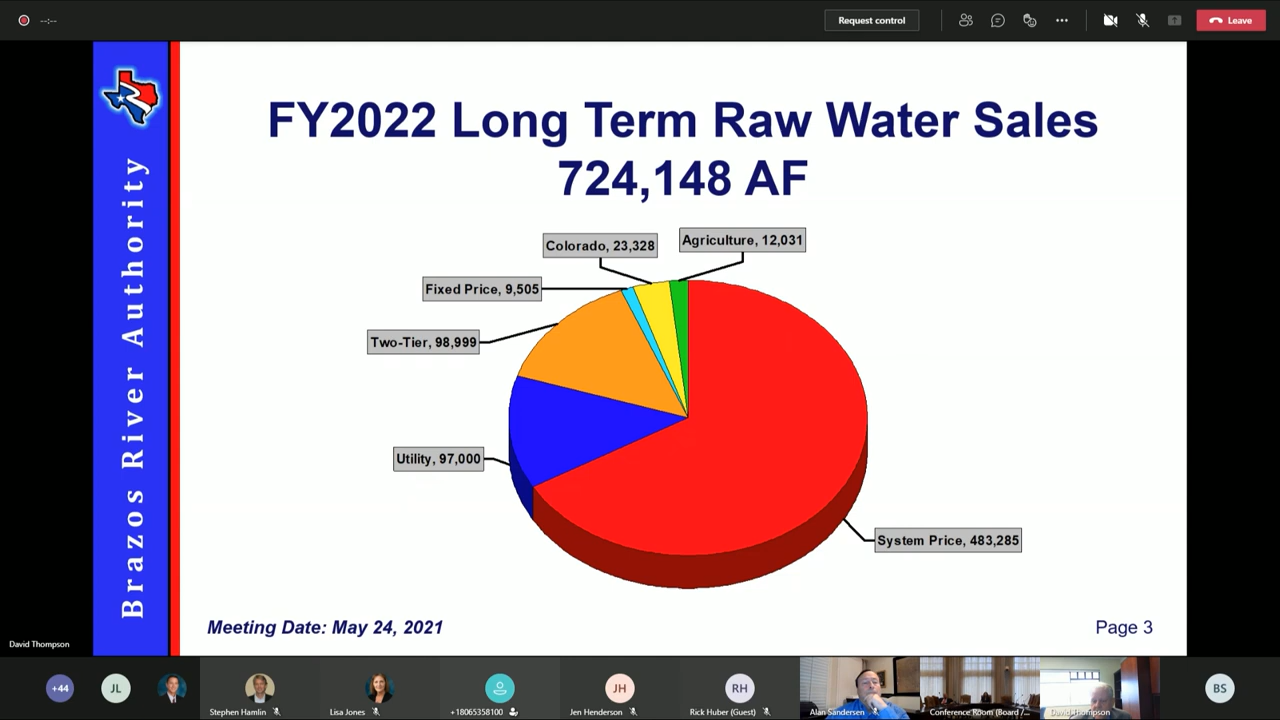 --:--
Request control
Leave
Brazos River Authority
FY2022 Long Term Raw Water Sales
724,148 AF
Colorado, 23,328
Agriculture, 12,031
Fixed Price, 9,505
Two-Tier, 98,999
Utility, 97,000
System Price, 483,285
Meeting Date: May 24, 2021
Page 3
David Thompson
+44
JL
Stephen Hamlin
Lisa Jones
+18065358100
JH
Jen Henderson
RH
Rick Huber (Guest)
Alan Sandersen
Conference Room (Board /...
David Thompson
BS